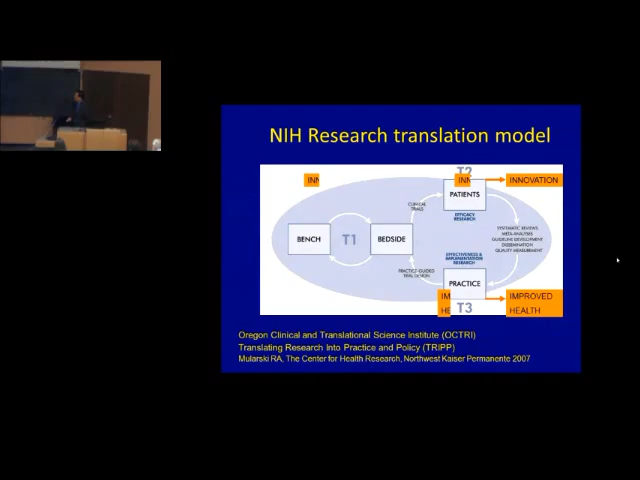 NIH Research translation model
T2
INN
INN
INNOVATION
PATIENTS
CLINICAL
TRIALS
EFFICACY
RESEARCH
BENCH
T1
BEDSIDE
SYSTEMATIC REVIEWS
META-ANALYSES
GUIDELINE DEVELOPMENT
DISSEMINATION
QUALITY MEASUREMENT
EFFECTIVENESS &
IMPLEMENTATION
RESEARCH
PRACTICE-GUIDED
TRIAL DESIGN
PRACTICE
IM
HE
T3
IMPROVED
HEALTH
Oregon Clinical and Translational Science Institute (OCTRI)
Translating Research Into Practice and Policy (TRIPP)
Mularski RA, The Center for Health Research, Northwest Kaiser Permanente 2007